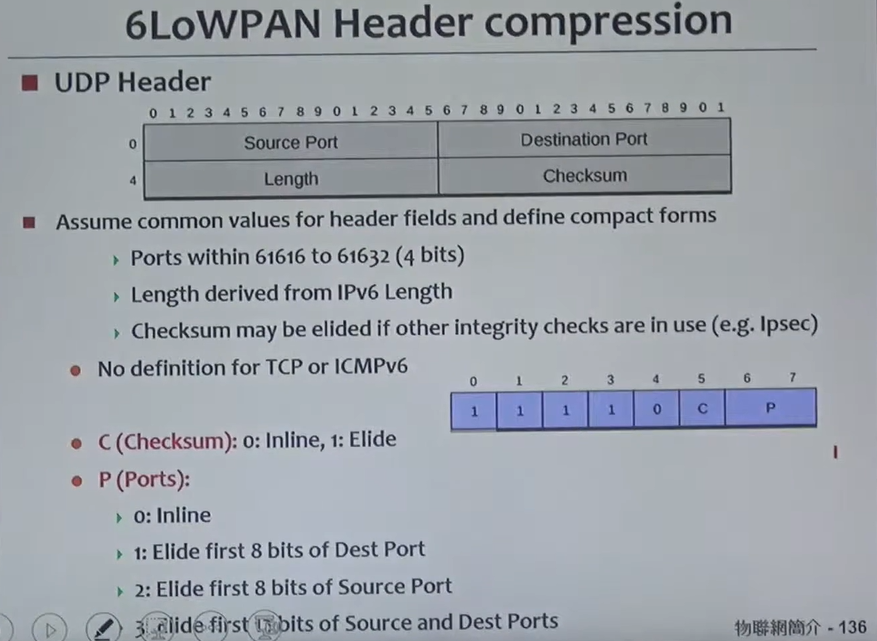 6LoWPAN Header compression
UDP Header
0 1 2 3 4 5 6 7 8 9 0 1 2 3 4 5 6 7 8 9 0 1 2 3 4 5 6 7 8 9 0 1
0 Source Port Destination Port
4 Length Checksum
Assume common values for header fields and define compact forms
Ports within 61616 to 61632 (4 bits)
Length derived from IPv6 Length
Checksum may be elided if other integrity checks are in use (e.g. Ipsec)
No definition for TCP or ICMPv6
0 1 2 3 4 5 6 7
1 1 1 1 0 C P
C (Checksum): 0: Inline, 1: Elide
P (Ports):
0: Inline
1: Elide first 8 bits of Dest Port
2: Elide first 8 bits of Source Port
3: Elide first bits of Source and Dest Ports
物聯網簡介 - 136